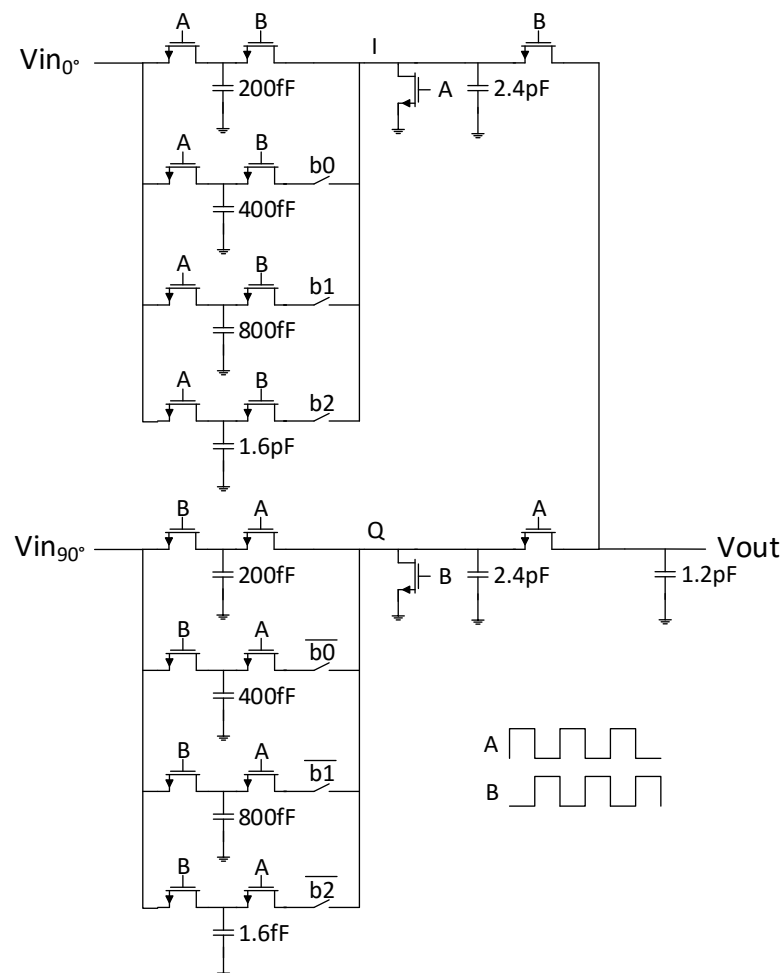 A B I B
Vin0° 200fF A 2.4pF
A B b0
400fF
A B b1
800fF
A B b2
1.6pF
B A Q A
Vin90° Vout
200fF B 2.4pF 1.2pF
B A b0
400fF
B A b1
800fF
B A b2
1.6fF
A
B